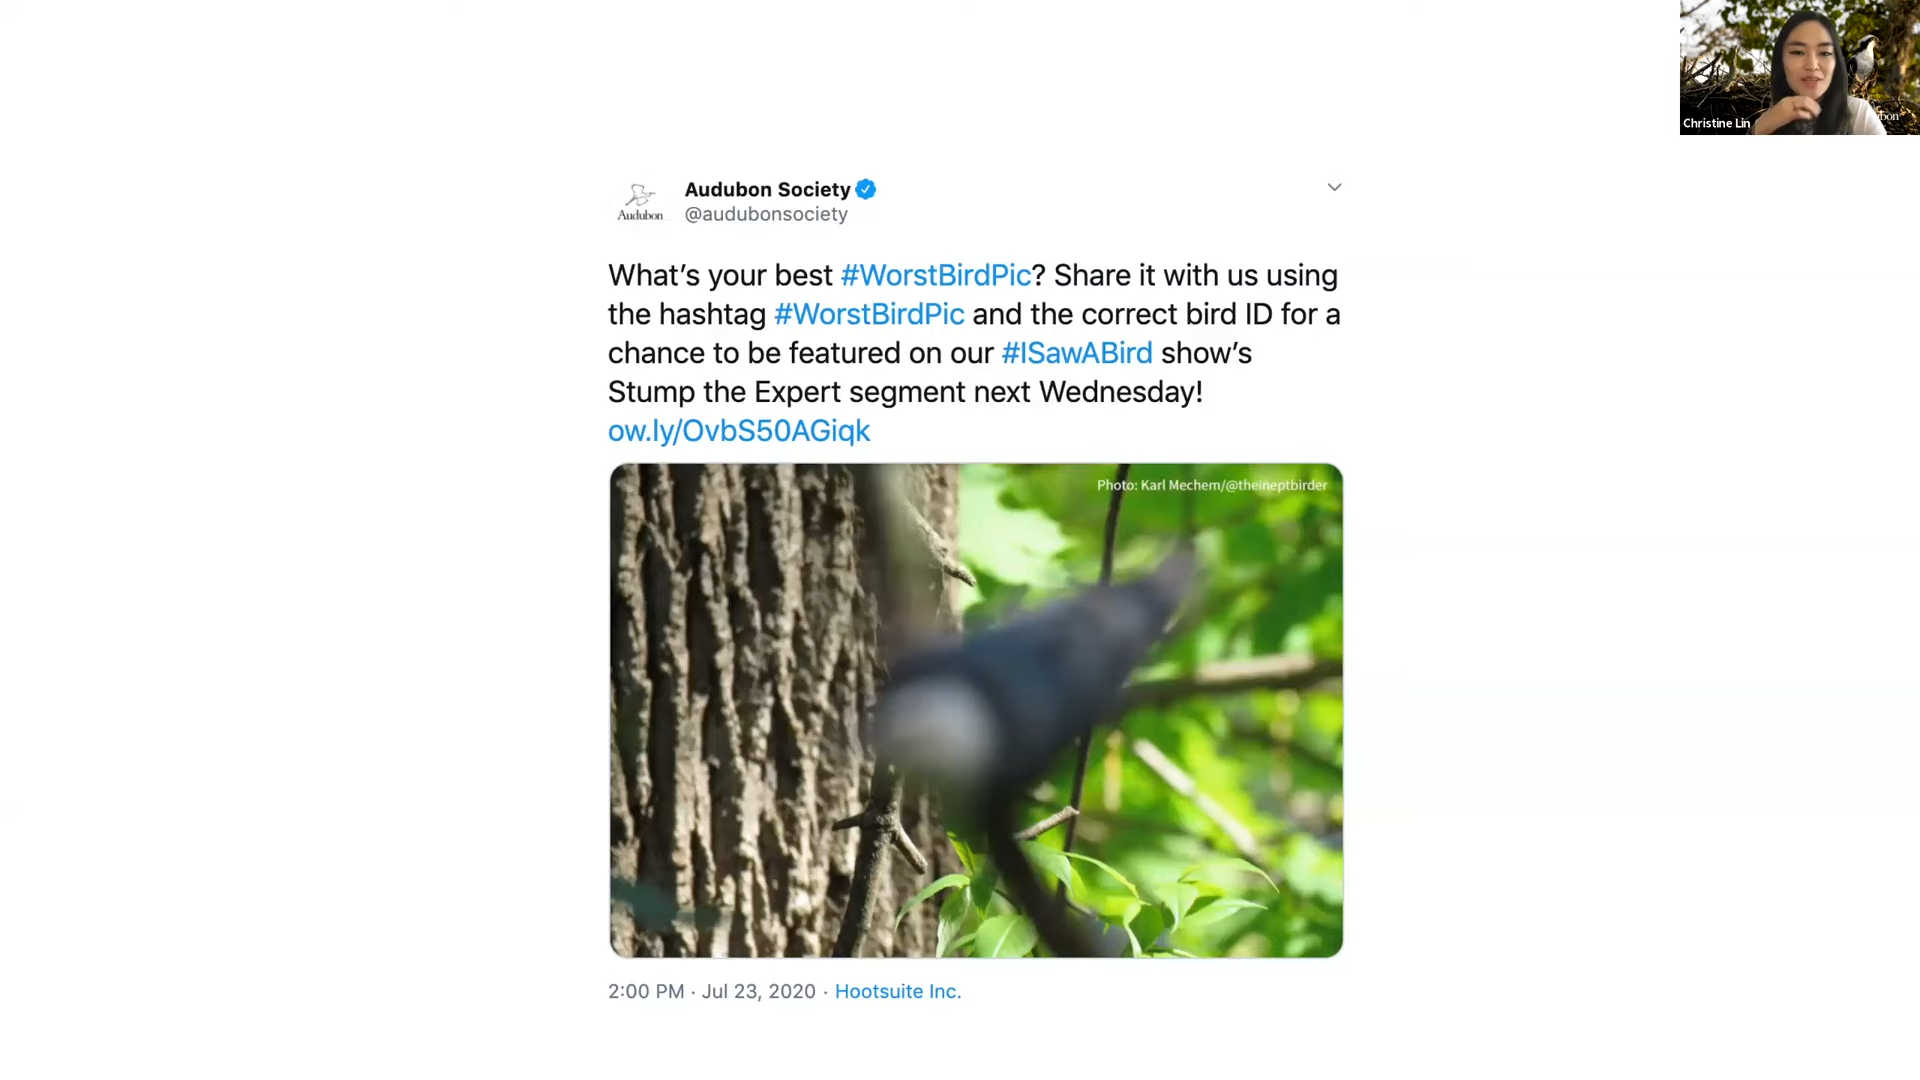 Christine Lin
bon
Audubon Society
Audubon
@audubonsociety
What's your best #WorstBirdPic? Share it with us using
the hashtag #WorstBirdPic and the correct bird ID for a
chance to be featured on our #ISawABird show's
Stump the Expert segment next Wednesday!
ow.ly/OvbS50AGiqk
Photo: Karl Mechem/@theineptbirder
2:00 PM · Jul 23, 2020 · Hootsuite Inc.